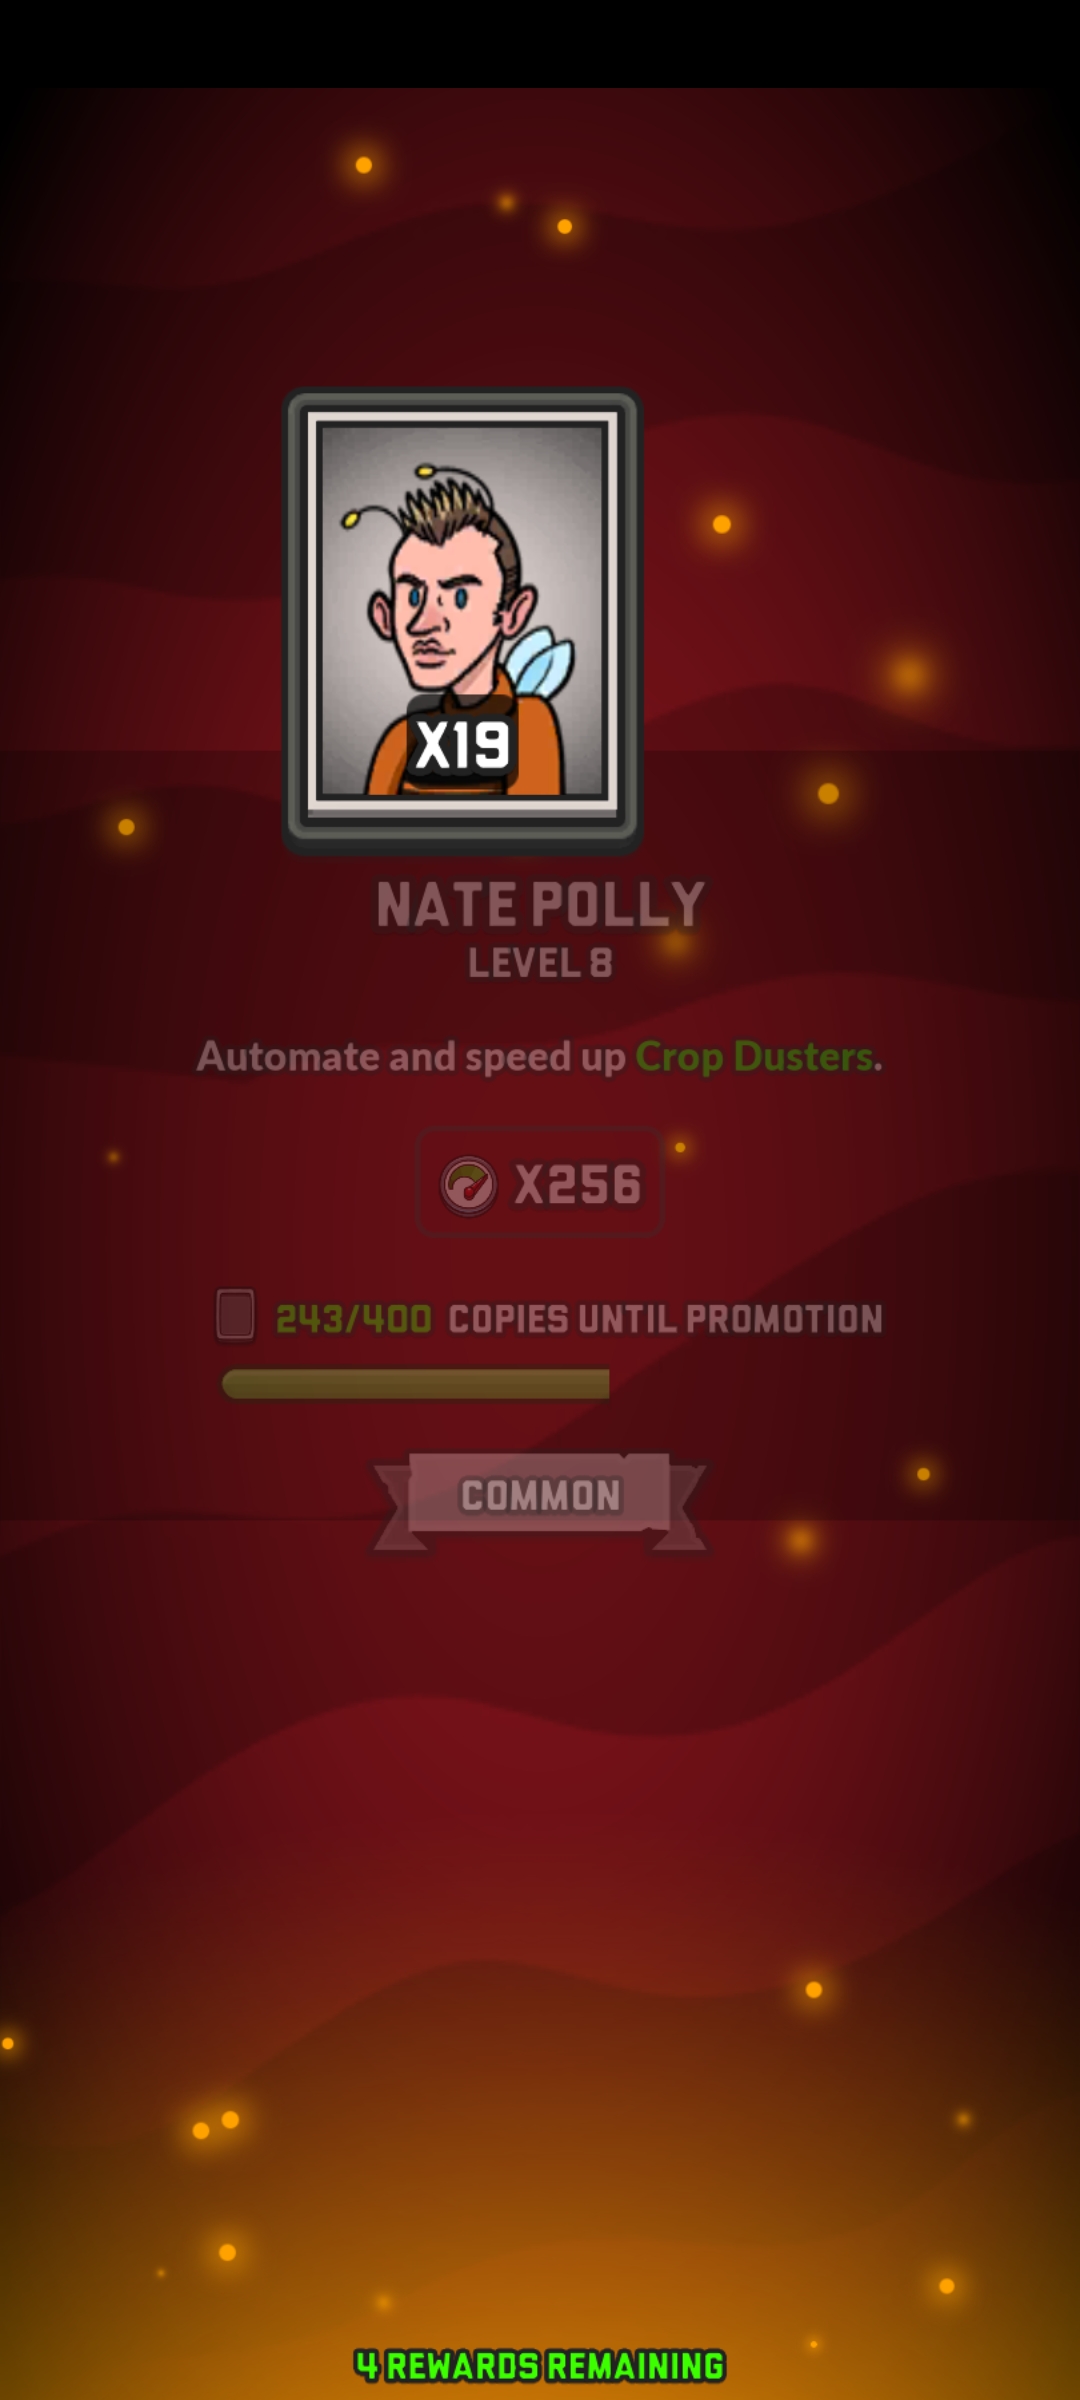 X19
NATE POLLY
LEVEL 8
Automate and speed up Crop Dusters.
X256
243/400 COPIES UNTIL PROMOTION
COMMON
4 REWARDS REMAINING